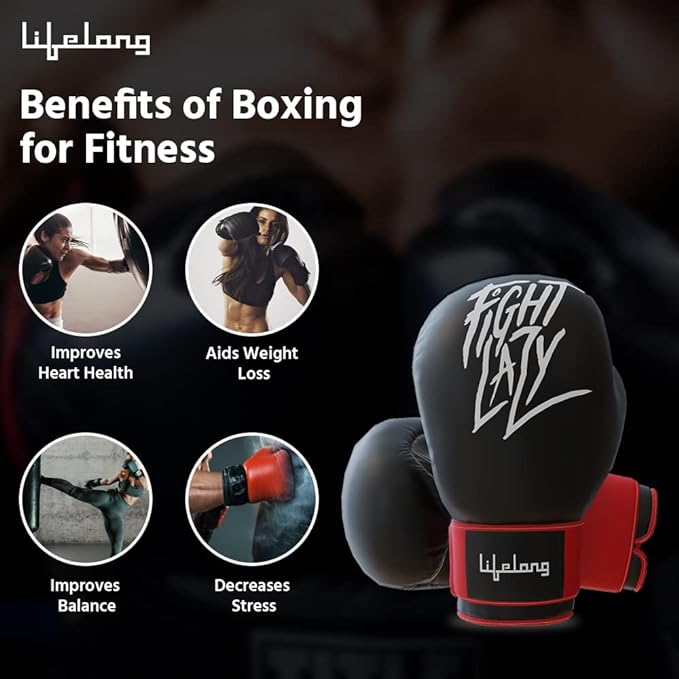 Lifelong
Benefits of Boxing
for Fitness
Improves
Heart Health
Aids Weight
Loss
Improves
Balance
Decreases
Stress
FIGHT
LAZY
Lifelong